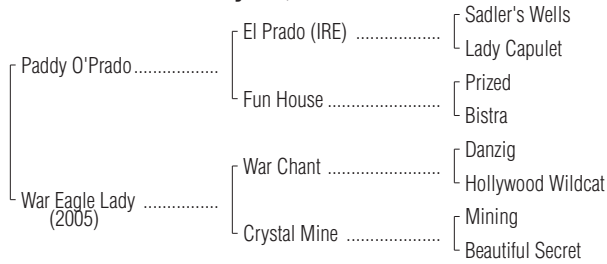 Sadler's Wells
El Prado (IRE) ..................
Lady Capulet
Paddy O'Prado.................
Prized
Fun House ........................
Bistra
Danzig
War Chant ........................
Hollywood Wildcat
War Eagle Lady ...............
(2005)
Mining
Crystal Mine ....................
Beautiful Secret